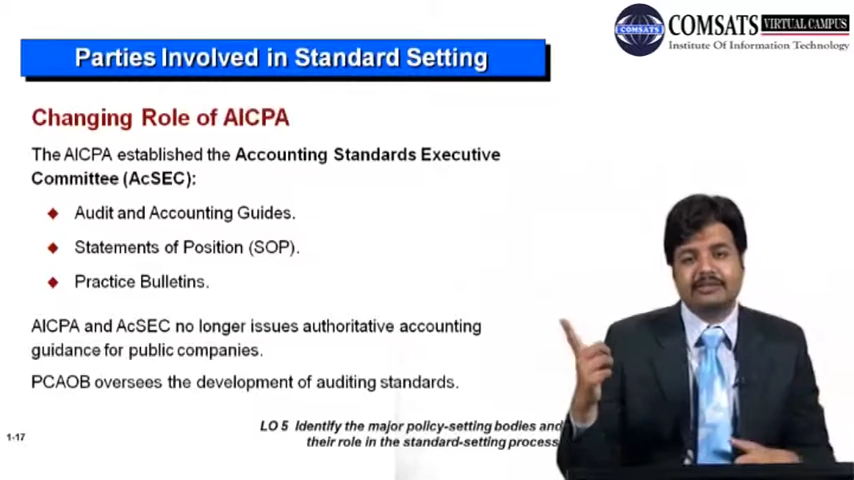 COMSATS VIRTUAL CAMPUS
COMSATS
Institute Of Information Technology
Parties Involved in Standard Setting
Changing Role of AICPA
The AICPA established the Accounting Standards Executive
Committee (AcSEC):
Audit and Accounting Guides.
Statements of Position (SOP).
Practice Bulletins.
AICPA and AcSEC no longer issues authoritative accounting
guidance for public companies.
PCAOB oversees the development of auditing standards.
LO 5 Identify the major policy-setting bodies and
their role in the standard-setting process
1-17